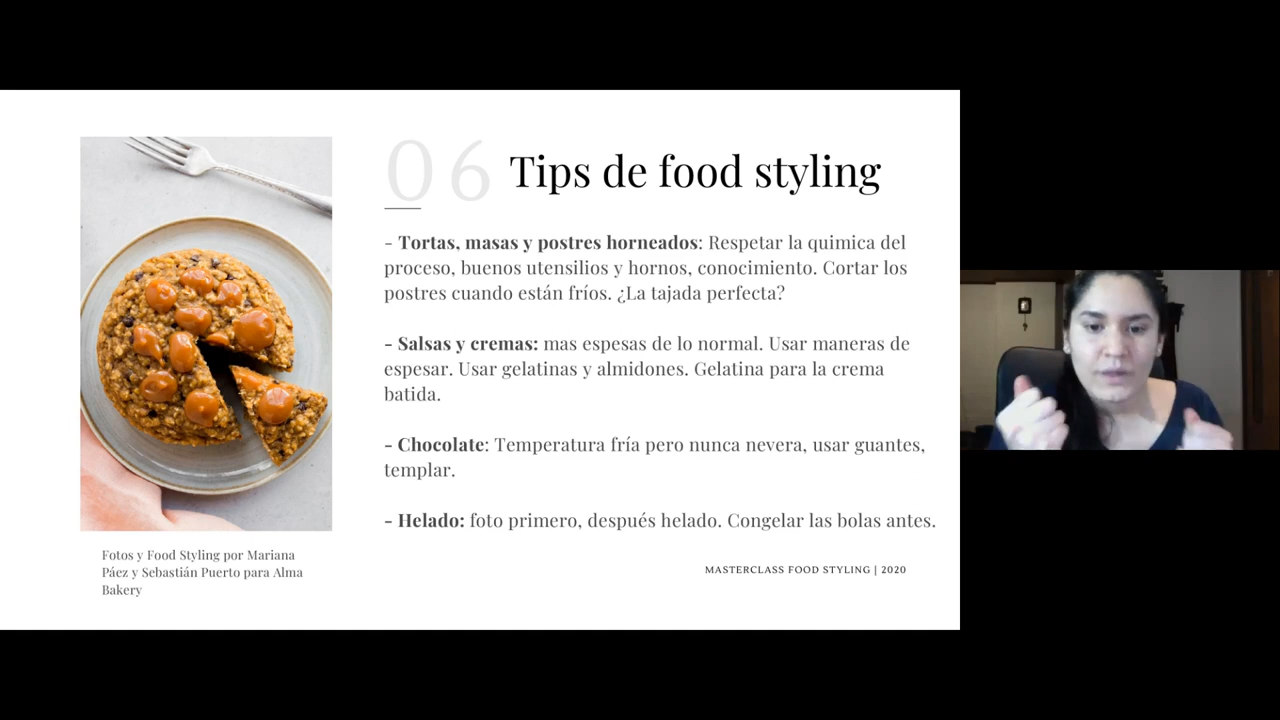 06 Tips de food styling
- Tortas, masas y postres horneados: Respetar la quimica del
proceso, buenos utensilios y hornos, conocimiento. Cortar los
postres cuando están fríos. ¿La tajada perfecta?
- Salsas y cremas: mas espesas de lo normal. Usar maneras de
espesar. Usar gelatinas y almidones. Gelatina para la crema
batida.
- Chocolate: Temperatura fría pero nunca nevera, usar guantes,
templar.
- Helado: foto primero, después helado. Congelar las bolas antes.
Fotos y Food Styling por Mariana
Páez y Sebastián Puerto para Alma
Bakery
MASTERCLASS FOOD STYLING | 2020